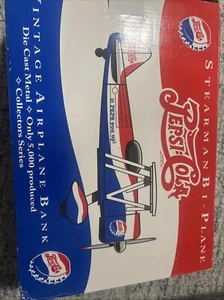 STEARMAN BI-PLANE
PEPSI-COLA
VINTAGE AIRPLANE BANK
Die Cast Metal ◆ Only 5,000 produced
◆ Collectors Series